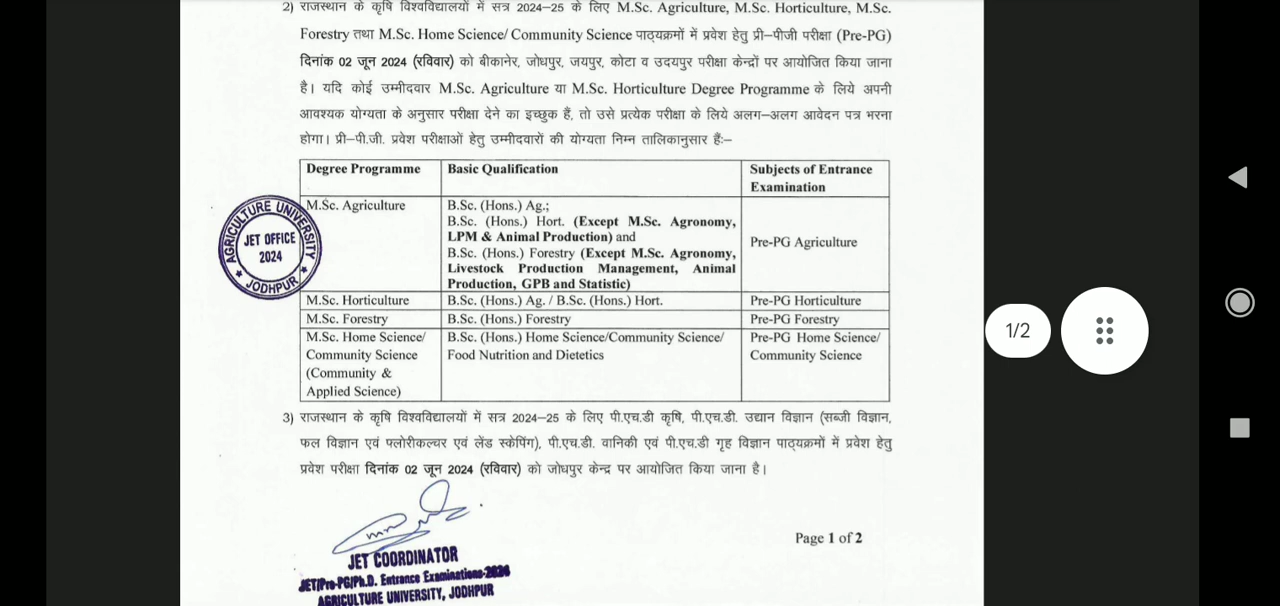 2) राजस्थान के कृषि विश्वविद्यालयों में सत्र 2024–25 के लिए M.Sc. Agriculture, M.Sc. Horticulture, M.Sc.
Forestry तथा M.Sc. Home Science/ Community Science पाठ्यक्रमों में प्रवेश हेतु प्री–पीजी परीक्षा (Pre-PG)
दिनांक 02 जून 2024 (रविवार) को बीकानेर, जोधपुर, जयपुर, कोटा व उदयपुर परीक्षा केन्द्रों पर आयोजित किया जाना
है। यदि कोई उम्मीदवार M.Sc. Agriculture या M.Sc. Horticulture Degree Programme के लिये अपनी
आवश्यक योग्यता के अनुसार परीक्षा देने का इच्छुक हैं, तो उसे प्रत्येक परीक्षा के लिये अलग–अलग आवेदन पत्र भरना
होगा। प्री–पी.जी. प्रवेश परीक्षाओं हेतु उम्मीदवारों की योग्यता निम्न तालिकानुसार हैः–
Degree Programme
Basic Qualification
Subjects of Entrance
Examination
M.Sc. Agriculture
B.Sc. (Hons.) Ag.;
B.Sc. (Hons.) Hort. (Except M.Sc. Agronomy,
LPM & Animal Production) and
B.Sc. (Hons.) Forestry (Except M.Sc. Agronomy,
Livestock Production Management, Animal
Production, GPB and Statistic)
Pre-PG Agriculture
M.Sc. Horticulture
B.Sc. (Hons.) Ag. / B.Sc. (Hons.) Hort.
Pre-PG Horticulture
M.Sc. Forestry
B.Sc. (Hons.) Forestry
Pre-PG Forestry
M.Sc. Home Science/
Community Science
(Community &
Applied Science)
B.Sc. (Hons.) Home Science/Community Science/
Food Nutrition and Dietetics
Pre-PG Home Science/
Community Science
AGRICULTURE UNIVERSITY
JET OFFICE
2024
JODHPUR
3) राजस्थान के कृषि विश्वविद्यालयों में सत्र 2024–25 के लिए पी.एच.डी कृषि, पी.एच.डी. उद्यान विज्ञान (सब्जी विज्ञान,
फल विज्ञान एवं फ्लोरीकल्चर एवं लेंड स्केपिंग), पी.एच.डी. वानिकी एवं पी.एच.डी गृह विज्ञान पाठ्यक्रमों में प्रवेश हेतु
प्रवेश परीक्षा दिनांक 02 जून 2024 (रविवार) को जोधपुर केन्द्र पर आयोजित किया जाना है।
Page 1 of 2
JET COORDINATOR
JET/Pre-PG/Ph.D. Entrance Examinations-2024
AGRICULTURE UNIVERSITY, JODHPUR
1/2